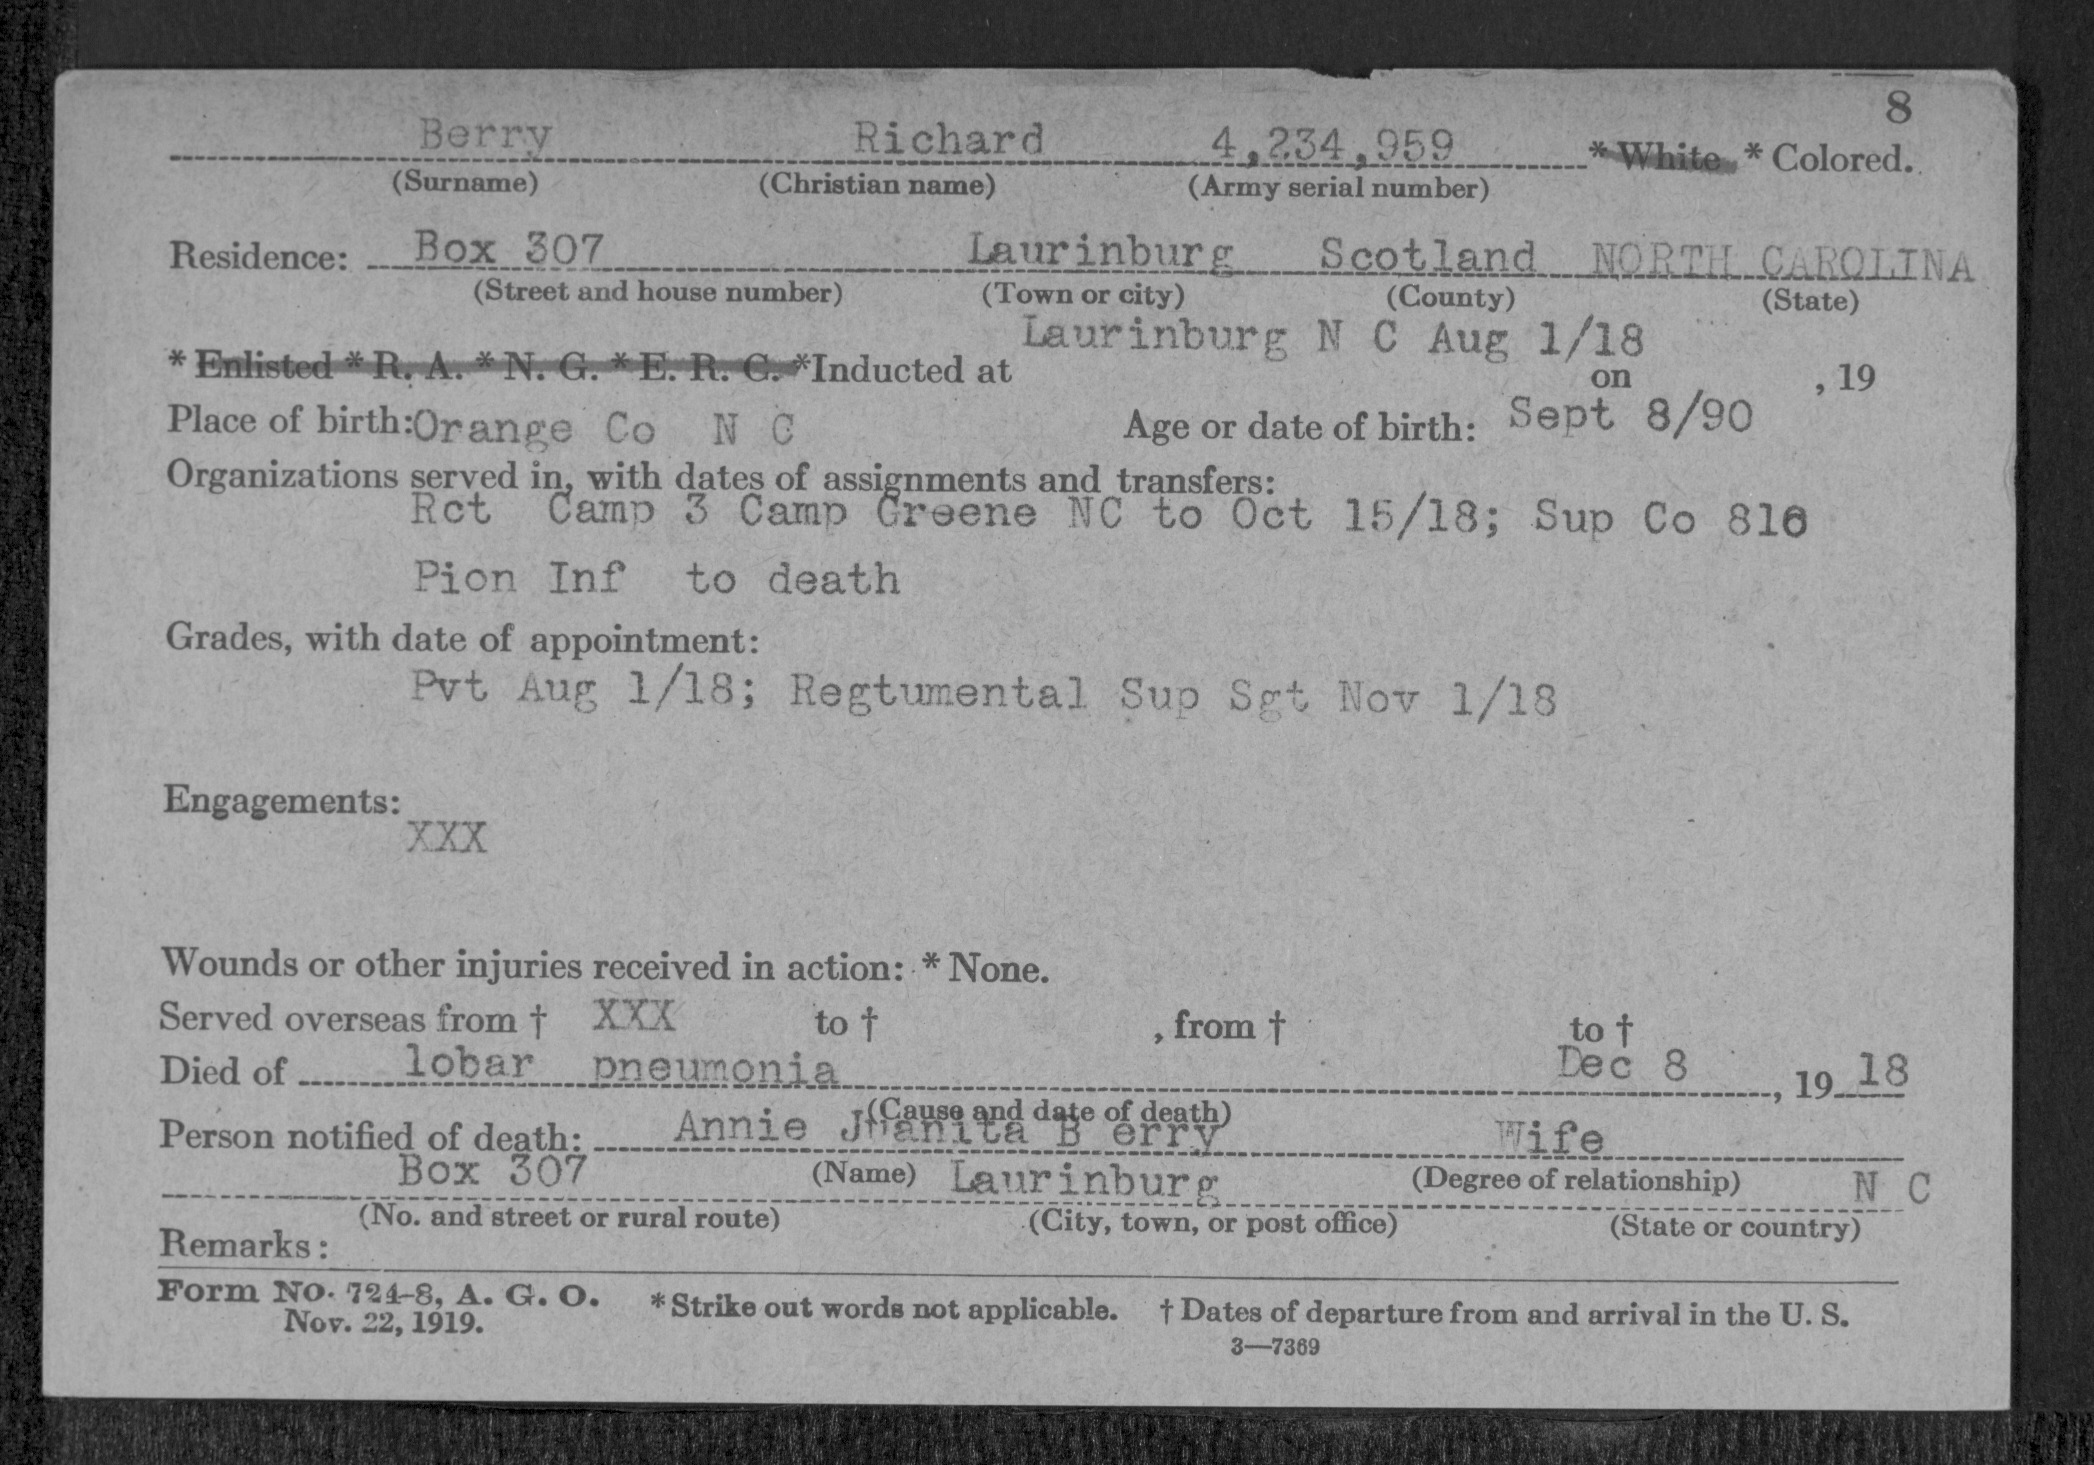 8
Berry Richard 4,234,959 * White * Colored.
(Surname) (Christian name) (Army serial number)
Residence: Box 307 Laurinburg Scotland NORTH CAROLINA
(Street and house number) (Town or city) (County) (State)
Laurinburg N C Aug 1/18
* Enlisted * R. A. * N. G. * E. R. C. *Inducted at on , 19
Place of birth: Orange Co N C Age or date of birth: Sept 8/90
Organizations served in, with dates of assignments and transfers:
Rct Camp 3 Camp Greene NC to Oct 15/18; Sup Co 816
Pion Inf to death
Grades, with date of appointment:
Pvt Aug 1/18; Regtumental Sup Sgt Nov 1/18
Engagements:
XXX
Wounds or other injuries received in action: * None.
Served overseas from † XXX to † , from † to †
Died of lobar pneumonia Dec 8 , 19 18
(Cause and date of death)
Person notified of death: Annie Juanita B erry Wife
(Name) (Degree of relationship)
Box 307 Laurinburg N C
(No. and street or rural route) (City, town, or post office) (State or country)
Remarks:
Form No. 724-8, A. G. O. * Strike out words not applicable. † Dates of departure from and arrival in the U. S.
Nov. 22, 1919.
3—7369